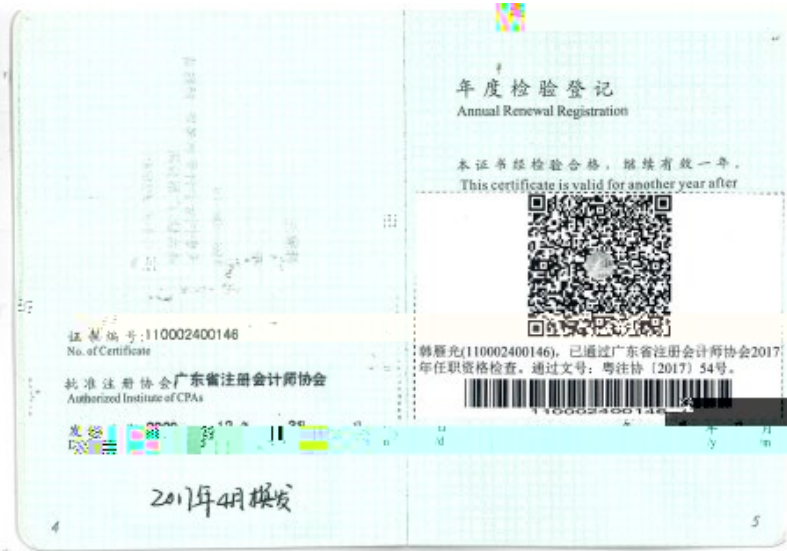 证书编号:110002400146
No. of Certificate
批准注册协会广东省注册会计师协会
Authorized Institute of CPAs
发
2017年4月换发
4
年度检验登记
Annual Renewal Registration
本证书经检验合格，继续有效一年。
This certificate is valid for another year after
韩雁光(110002400146)，已通过广东省注册会计师协会2017
年任职资格检查。通过文号：粤注协〔2017〕54号。
110002400146
年 月
/y /m
/d
5